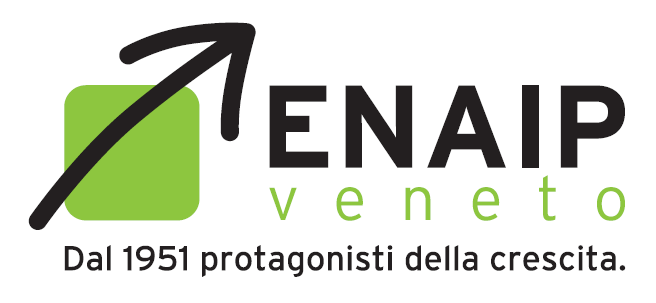 ENAIP
veneto
Dal 1951 protagonisti della crescita.